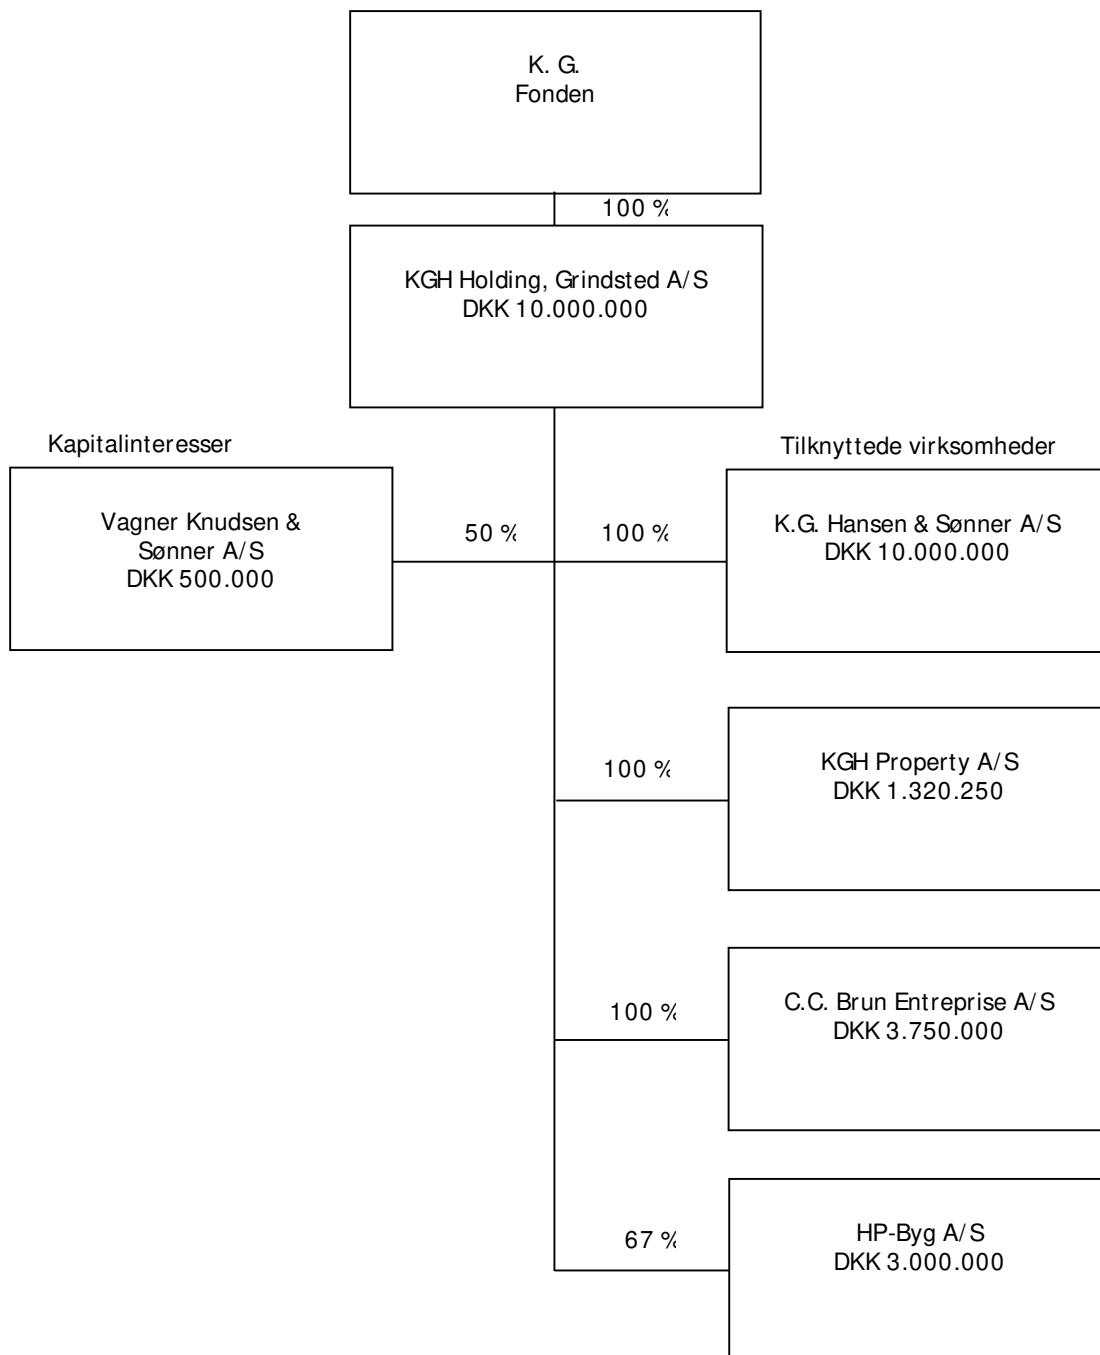 K. G.
Fonden
100 %
KGH Holding, Grindsted A/S
DKK 10.000.000
Kapitalinteresser
Tilknyttede virksomheder
Vagner Knudsen &
Sønner A/S
DKK 500.000
50 %
100 %
K.G. Hansen & Sønner A/S
DKK 10.000.000
100 %
KGH Property A/S
DKK 1.320.250
100 %
C.C. Brun Entreprise A/S
DKK 3.750.000
67 %
HP-Byg A/S
DKK 3.000.000